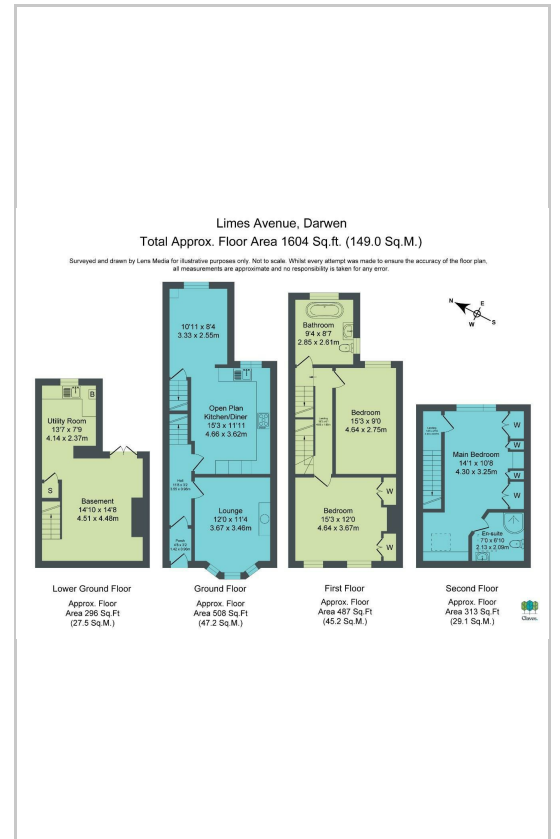 Limes Avenue, Darwen
Total Approx. Floor Area 1604 Sq.ft. (149.0 Sq.M.)
Surveyed and drawn by Lens Media for illustrative purposes only. Not to scale. Whilst every attempt was made to ensure the accuracy of the floor plan,
all measurements are approximate and no responsibility is taken for any error.
N
E
S
W
Utility Room
13'7 x 7'9
4.14 x 2.37m
B
S
Basement
14'10 x 14'8
4.51 x 4.48m
Lower Ground Floor
Approx. Floor
Area 296 Sq.Ft
(27.5 Sq.M.)
10'11 x 8'4
3.33 x 2.55m
Open Plan
Kitchen/Diner
15'3 x 11'11
4.66 x 3.62m
Hall
Lounge
12'0 x 11'4
3.67 x 3.46m
Porch
Ground Floor
Approx. Floor
Area 508 Sq.Ft
(47.2 Sq.M.)
Bathroom
9'4 x 8'7
2.85 x 2.61m
Landing
Bedroom
15'3 x 9'0
4.64 x 2.75m
Bedroom
15'3 x 12'0
4.64 x 3.67m
W
W
First Floor
Approx. Floor
Area 487 Sq.Ft
(45.2 Sq.M.)
Landing
Main Bedroom
14'1 x 10'8
4.30 x 3.25m
W
W
W
W
En-suite
7'0 x 6'10
2.13 x 2.09m
Second Floor
Approx. Floor
Area 313 Sq.Ft
(29.1 Sq.M.)